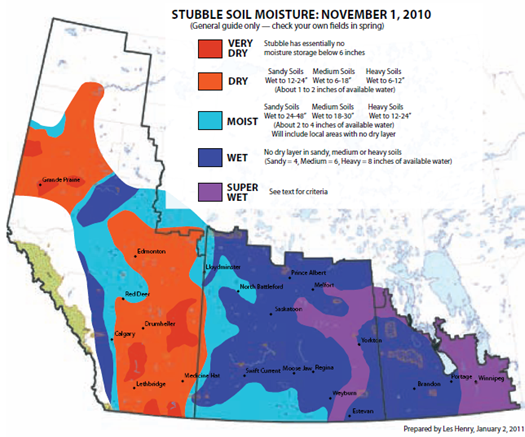 STUBBLE SOIL MOISTURE: NOVEMBER 1, 2010
(General guide only — check your own fields in spring)
VERY DRY
Stubble has essentially no
moisture storage below 6 inches
DRY
Sandy Soils Medium Soils Heavy Soils
Wet to 12-24" Wet to 6-18" Wet to 6-12"
(About 1 to 2 inches of available water)
MOIST
Sandy Soils Medium Soils Heavy Soils
Wet to 24-48" Wet to 18-30" Wet to 12-24"
(About 2 to 4 inches of available water)
Will include local areas with no dry layer
WET
No dry layer in sandy, medium or heavy soils
(Sandy = 4, Medium = 6, Heavy = 8 inches of available water)
SUPER WET
See text for criteria
Grande Prairie
Edmonton
Lloydminster
Prince Albert
North Battleford
Melfort
Red Deer
Saskatoon
Drumheller
Calgary
Yorkton
Swift Current
Moose Jaw
Regina
Medicine Hat
Lethbridge
Brandon
Portage
Winnipeg
Weyburn
Estevan
Prepared by Les Henry, January 2, 2011